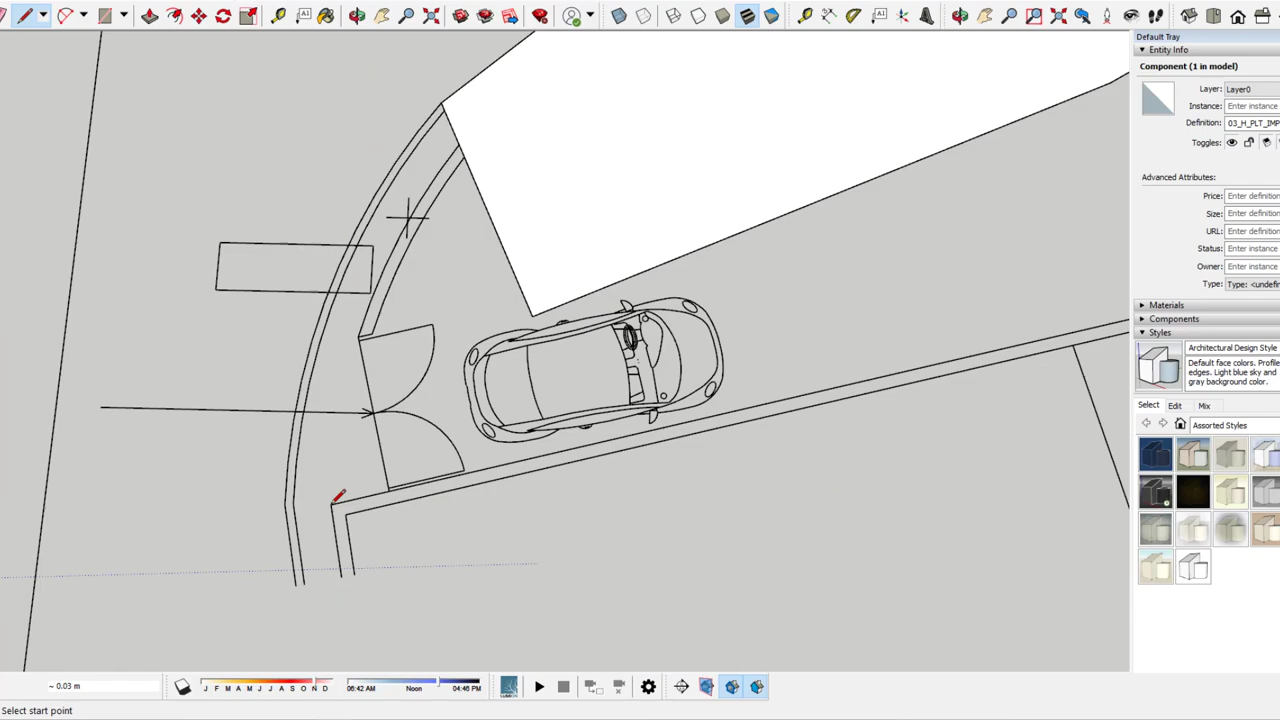 Default Tray
Entity Info
Component (1 in model)
Layer: Layer0
Instance: Enter instance
Definition: 03_H_PLT_IMP
Toggles:
Advanced Attributes:
Price: Enter definition
Size: Enter definition
URL: Enter definition
Status: Enter instance
Owner: Enter instance
Type: Type: <undefin
Materials
Components
Styles
Architectural Design Style
Default face colors. Profile
edges. Light blue sky and
gray background color.
Select Edit Mix
Assorted Styles
~ 0.03 m
J F M A M J J A S O N D
06:42 AM Noon 04:46 PM
LUMION
Select start point